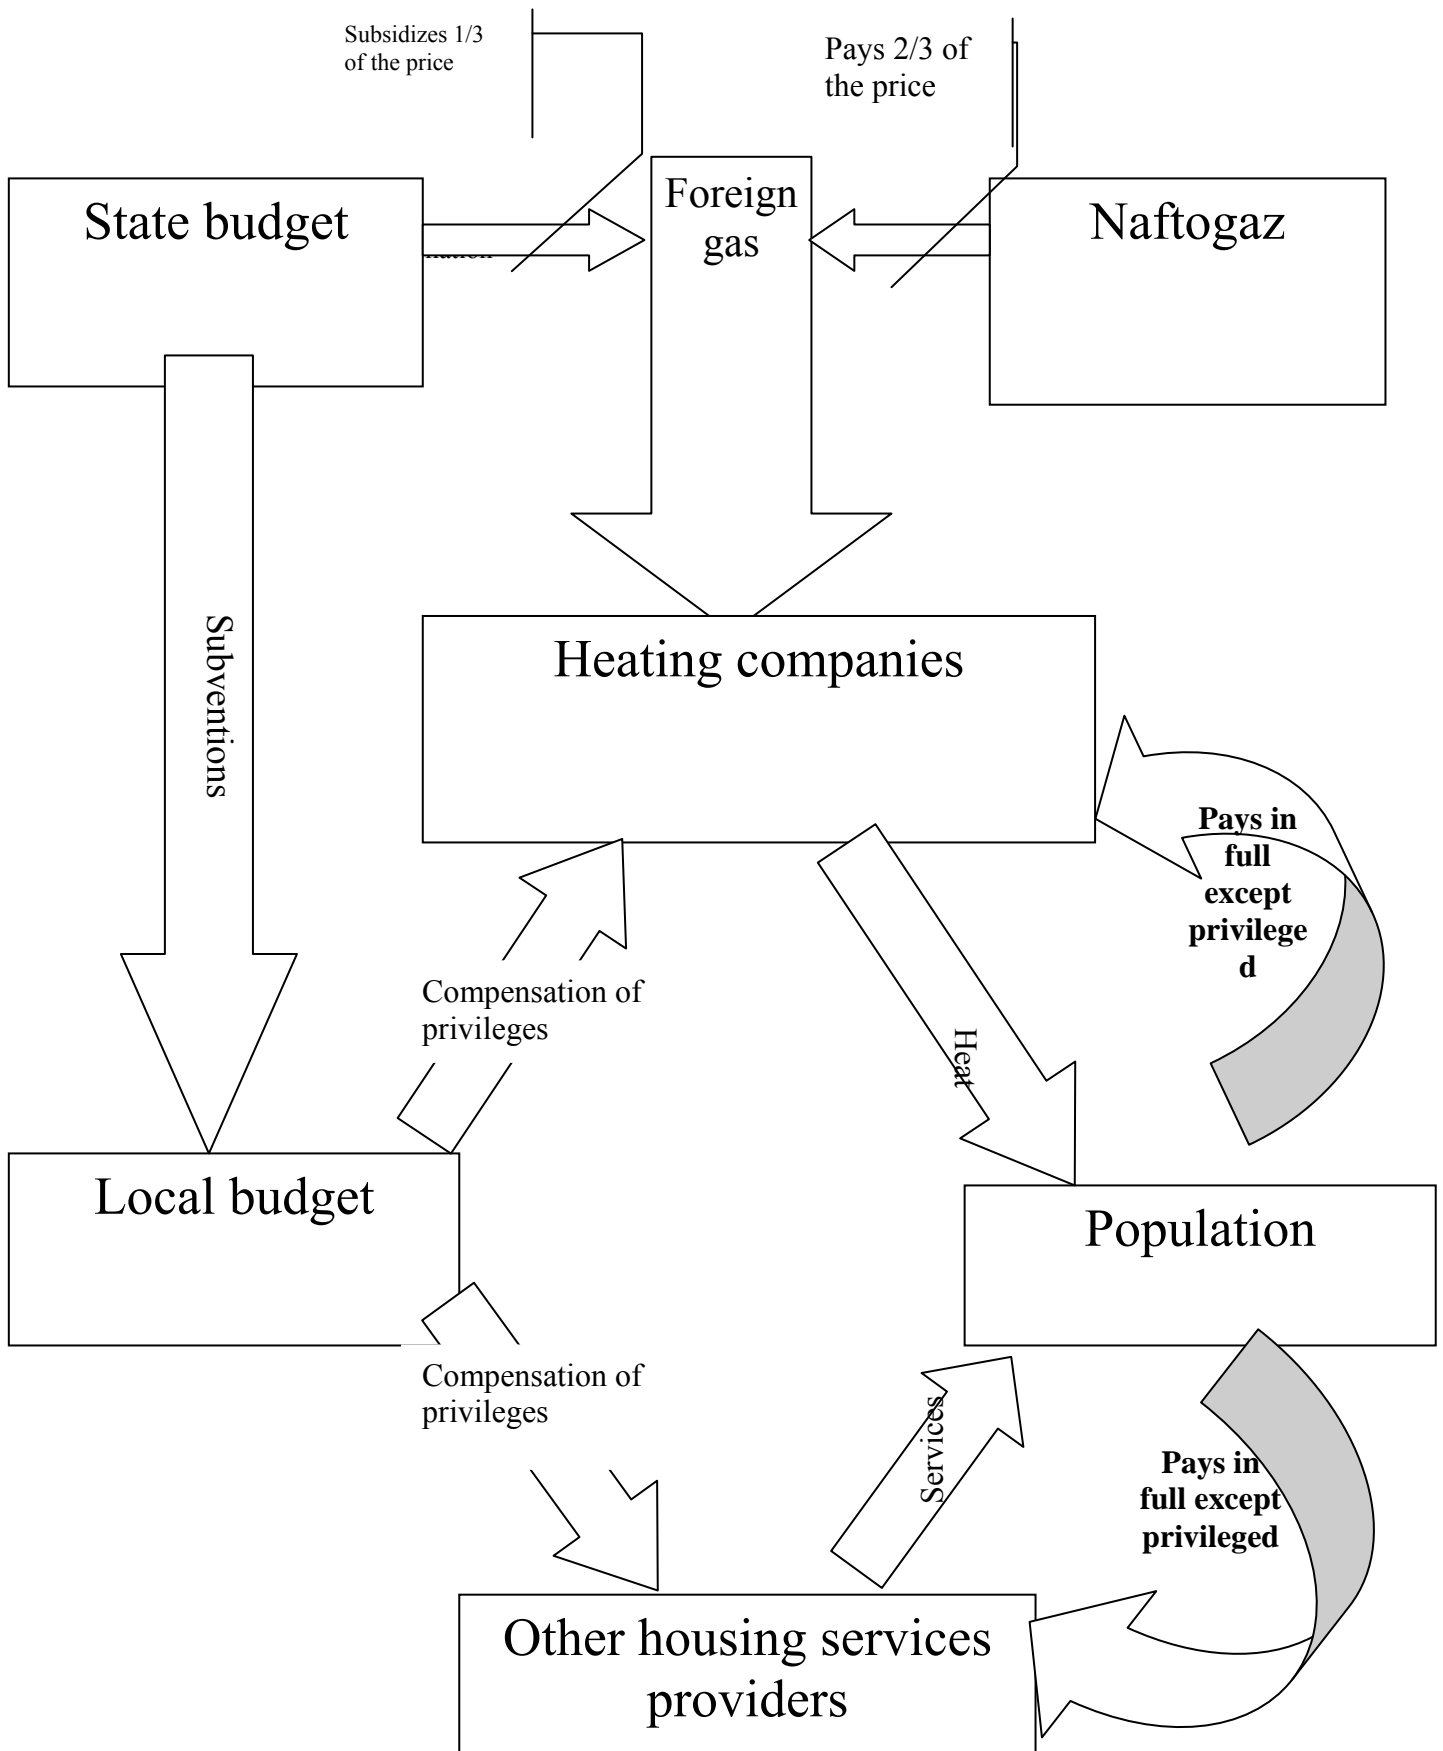 Subsidizes 1/3
of the price
Pays 2/3 of
the price
State budget
Foreign
gas
Naftogaz
Subventions
Heating companies
Pays in
full
except
privilege
d
Compensation of
privileges
Heat
Local budget
Population
Compensation of
privileges
Services
Pays in
full except
privileged
Other housing services
providers